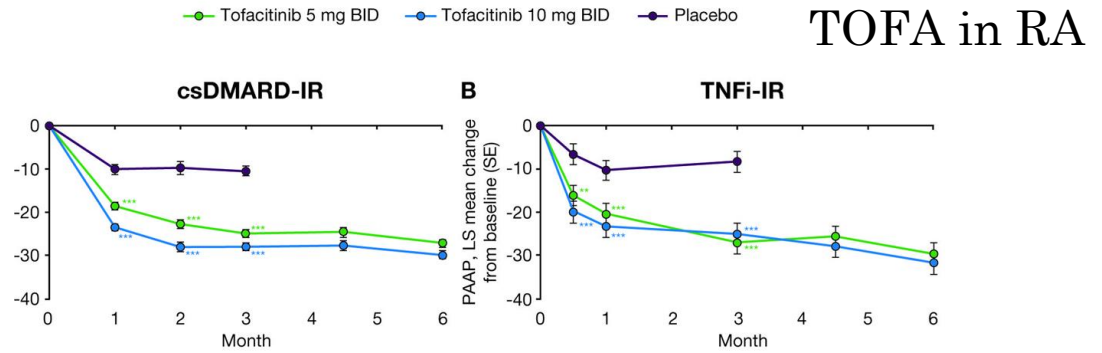 Tofacitinib 5 mg BID Tofacitinib 10 mg BID Placebo
TOFA in RA
csDMARD-IR
0
-10
-20
-30
-40
***
***
***
***
***
***
0 1 2 3 4 5 6
Month
B
TNFi-IR
PAAP, LS mean change
from baseline (SE)
0
-10
-20
-30
-40
**
***
***
***
***
***
0 1 2 3 4 5 6
Month